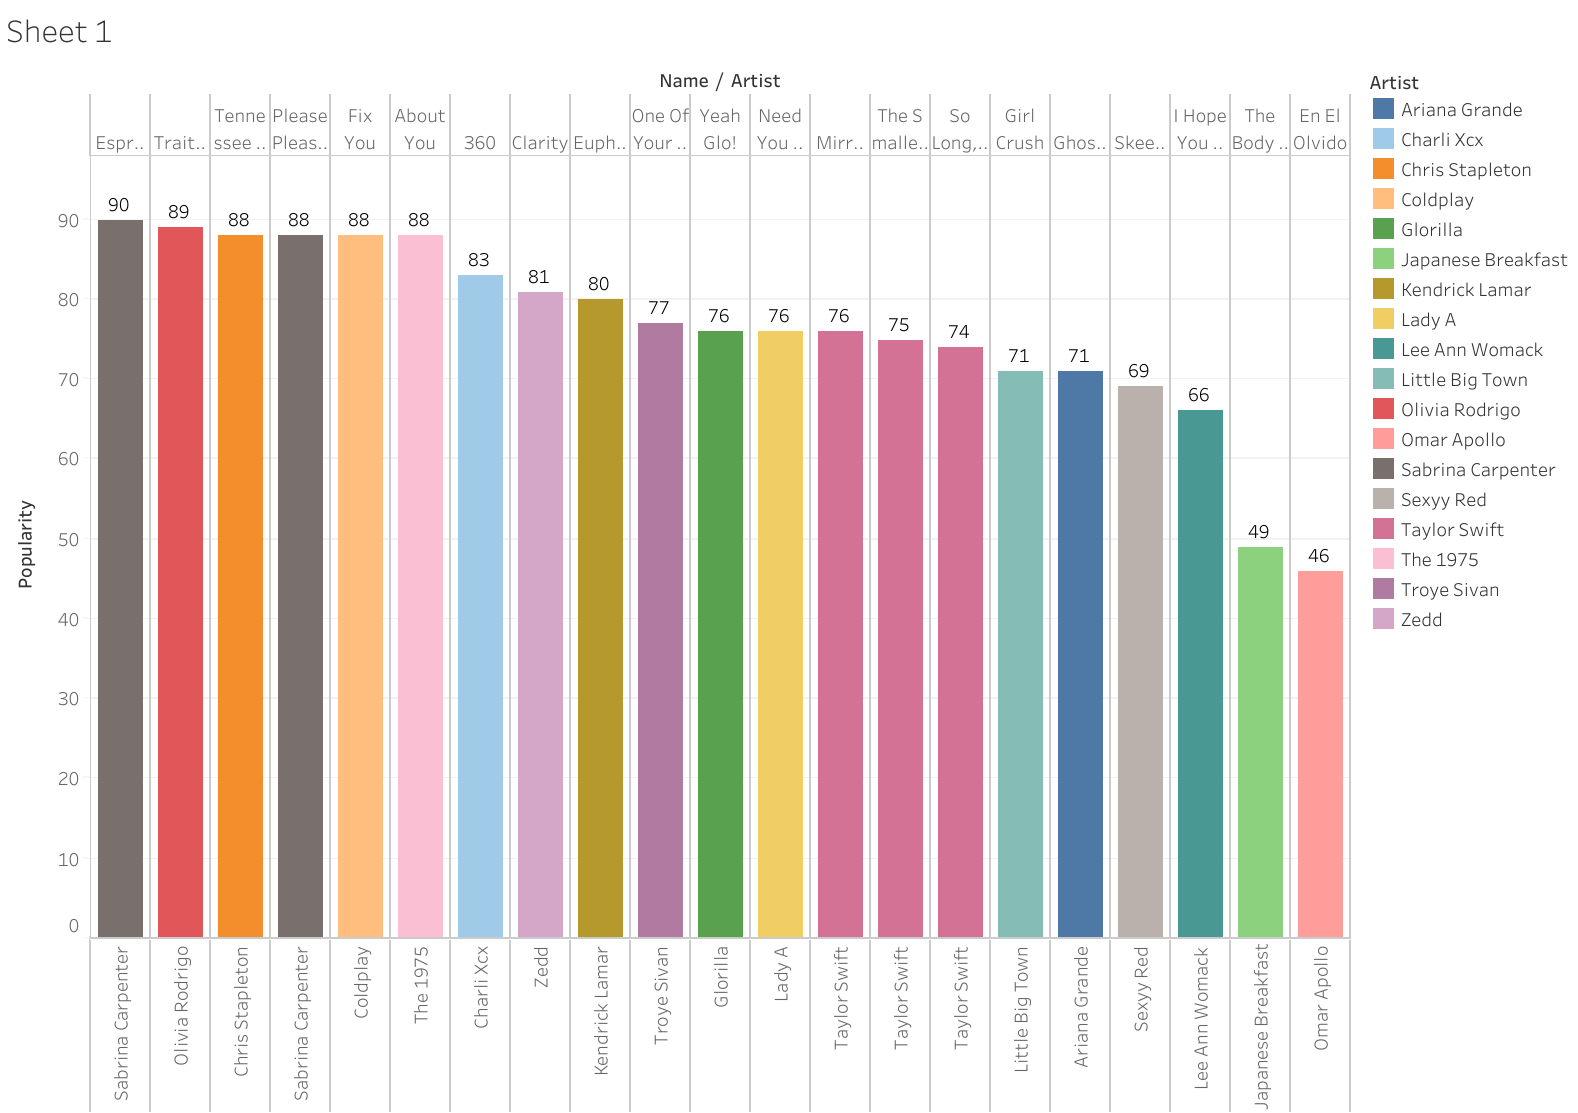 Sheet 1
Name / Artist
Espr..
Trait..
Tenne
ssee ..
Please
Pleas..
Fix
You
About
You
360
Clarity
Euph..
One Of
Your ..
Yeah
Glo!
Need
You ..
Mirr..
The S
malle..
So
Long,..
Girl
Crush
Ghos..
Skee..
I Hope
You ..
The
Body ..
En El
Olvido
Popularity
90
80
70
60
50
40
30
20
10
0
90
89
88
88
88
88
83
81
80
77
76
76
76
75
74
71
71
69
66
49
46
Sabrina Carpenter
Olivia Rodrigo
Chris Stapleton
Sabrina Carpenter
Coldplay
The 1975
Charli Xcx
Zedd
Kendrick Lamar
Troye Sivan
Glorilla
Lady A
Taylor Swift
Taylor Swift
Taylor Swift
Little Big Town
Ariana Grande
Sexyy Red
Lee Ann Womack
Japanese Breakfast
Omar Apollo
Artist
Ariana Grande
Charli Xcx
Chris Stapleton
Coldplay
Glorilla
Japanese Breakfast
Kendrick Lamar
Lady A
Lee Ann Womack
Little Big Town
Olivia Rodrigo
Omar Apollo
Sabrina Carpenter
Sexyy Red
Taylor Swift
The 1975
Troye Sivan
Zedd